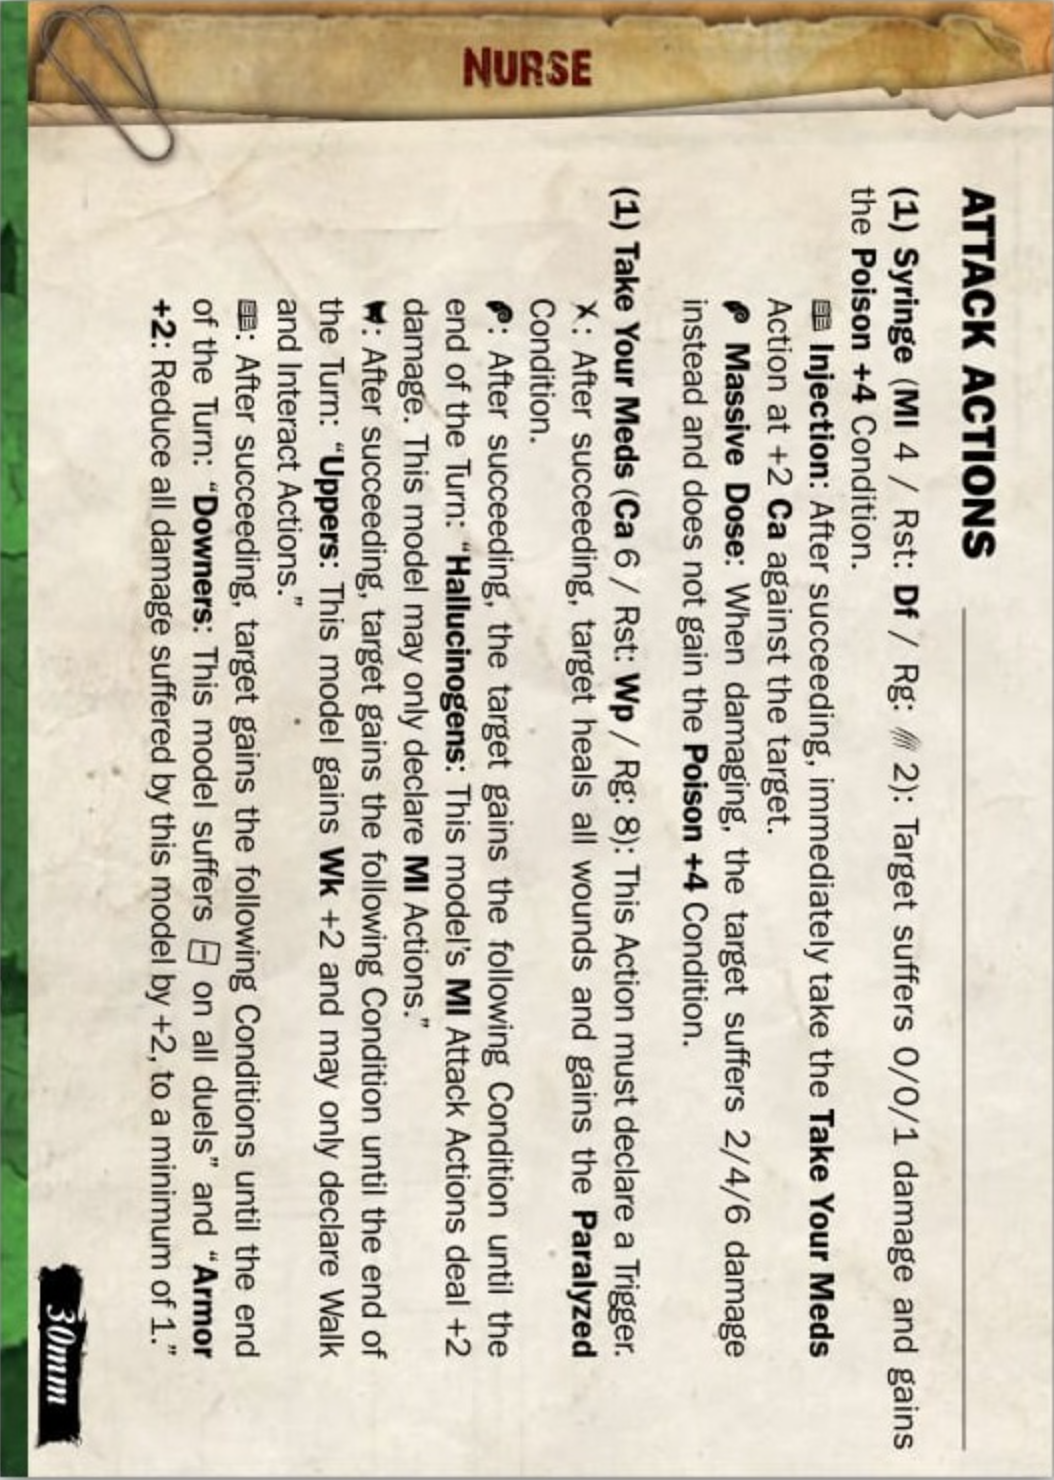 NURSE
ATTACK ACTIONS
(1) Syringe (Ml 4 / Rst: Df / Rg: 2): Target suffers 0/0/1 damage and gains
the Poison +4 Condition.
Injection: After succeeding, immediately take the Take Your Meds
Action at +2 Ca against the target.
Massive Dose: When damaging, the target suffers 2/4/6 damage
instead and does not gain the Poison +4 Condition.
(1) Take Your Meds (Ca 6 / Rst: Wp / Rg: 8): This Action must declare a Trigger.
: After succeeding, target heals all wounds and gains the Paralyzed
Condition.
: After succeeding, the target gains the following Condition until the
end of the Turn: "Hallucinogens: This model's Ml Attack Actions deal +2
damage. This model may only declare Ml Actions."
: After succeeding, target gains the following Condition until the end of
the Turn: "Uppers: This model gains Wk +2 and may only declare Walk
and Interact Actions."
: After succeeding, target gains the following Conditions until the end
of the Turn: "Downers: This model suffers [-] on all duels" and "Armor
+2: Reduce all damage suffered by this model by +2, to a minimum of 1."
30mm